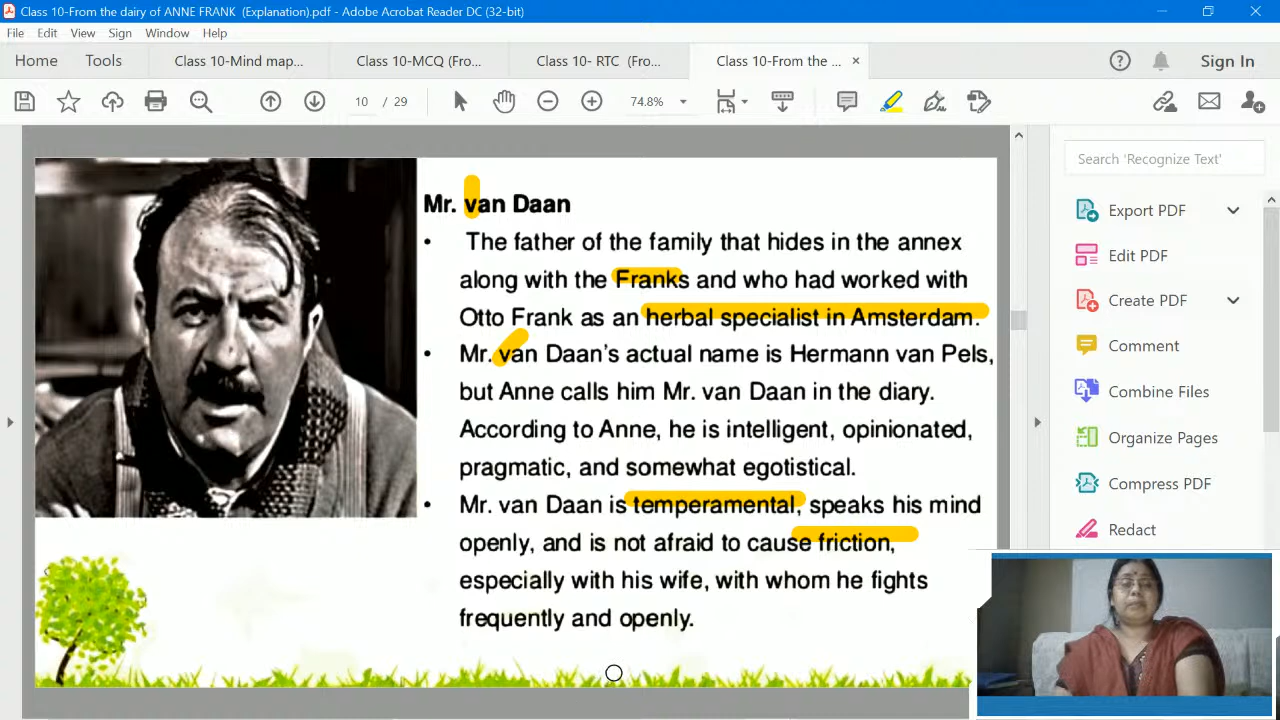 Class 10-From the dairy of ANNE FRANK (Explanation).pdf - Adobe Acrobat Reader DC (32-bit)
File Edit View Sign Window Help
Home Tools Class 10-Mind map... Class 10-MCQ (Fro... Class 10- RTC (Fro... Class 10-From the ... × Sign In
10 / 29 74.8%
Search 'Recognize Text'
Mr. van Daan
• The father of the family that hides in the annex
along with the Franks and who had worked with
Otto Frank as an herbal specialist in Amsterdam.
• Mr. van Daan's actual name is Hermann van Pels,
but Anne calls him Mr. van Daan in the diary.
According to Anne, he is intelligent, opinionated,
pragmatic, and somewhat egotistical.
• Mr. van Daan is temperamental, speaks his mind
openly, and is not afraid to cause friction,
especially with his wife, with whom he fights
frequently and openly.
Export PDF
Edit PDF
Create PDF
Comment
Combine Files
Organize Pages
Compress PDF
Redact